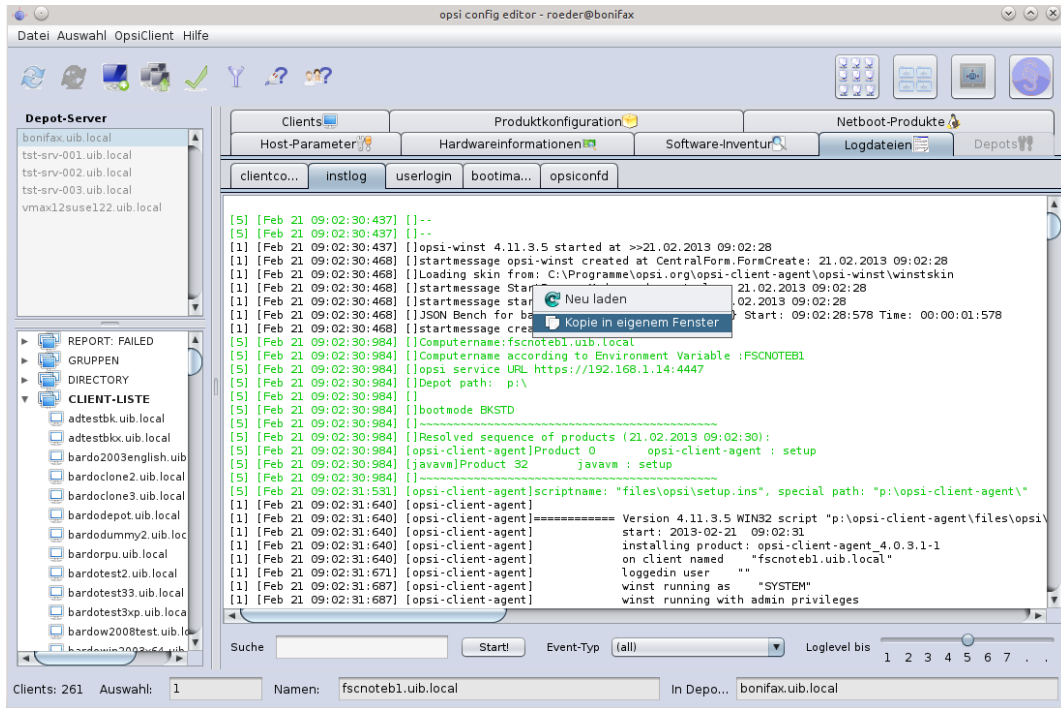 opsi config editor - roeder@bonifax
Datei Auswahl OpsiClient Hilfe
Depot-Server
bonifax.uib.local
tst-srv-001.uib.local
tst-srv-002.uib.local
tst-srv-003.uib.local
vmax12suse122.uib.local
REPORT: FAILED
GRUPPEN
DIRECTORY
CLIENT-LISTE
adtestbk.uib.local
adtestbkx.uib.local
bardo2003english.uib
bardoclone2.uib.local
bardoclone3.uib.local
bardodepot.uib.local
bardodummy2.uib.loc
bardorpu.uib.local
bardotest2.uib.local
bardotest33.uib.local
bardotest3xp.uib.loca
bardow2008test.uib.lo
Clients Produktkonfiguration Netboot-Produkte
Host-Parameter Hardwareinformationen Software-Inventur Logdateien Depots
clientco... instlog userlogin bootima... opsiconfd
[5] [Feb 21 09:02:30:437] []--
[5] [Feb 21 09:02:30:437] []--
[1] [Feb 21 09:02:30:437] []opsi-winst 4.11.3.5 started at >>21.02.2013 09:02:28
[1] [Feb 21 09:02:30:468] []startmessage opsi-winst created at CentralForm.FormCreate: 21.02.2013 09:02:28
[1] [Feb 21 09:02:30:468] []Loading skin from: C:\Programme\opsi.org\opsi-client-agent\opsi-winst\winstskin
[1] [Feb 21 09:02:30:468] []startmessage Star 21.02.2013 09:02:28
[1] [Feb 21 09:02:30:468] []startmessage star .02.2013 09:02:28
[1] [Feb 21 09:02:30:468] []JSON Bench for ba } Start: 09:02:28:578 Time: 00:00:01:578
[1] [Feb 21 09:02:30:468] []startmessage crea
Neu laden
Kopie in eigenem Fenster
[5] [Feb 21 09:02:30:984] []Computername:fscnoteb1.uib.local
[5] [Feb 21 09:02:30:984] []Computername according to Environment Variable :FSCNOTEB1
[5] [Feb 21 09:02:30:984] []opsi service URL https://192.168.1.14:4447
[5] [Feb 21 09:02:30:984] []Depot path: p:\
[5] [Feb 21 09:02:30:984] []
[5] [Feb 21 09:02:30:984] []bootmode BKSTD
[5] [Feb 21 09:02:30:984] []~~~~~~~~~~~~~~~~~~~~~~~~~~~~~~~~~~~~~~~~
[5] [Feb 21 09:02:30:984] []Resolved sequence of products (21.02.2013 09:02:30):
[5] [Feb 21 09:02:30:984] [opsi-client-agent]Product 0 opsi-client-agent : setup
[5] [Feb 21 09:02:30:984] [javavm]Product 32 javavm : setup
[5] [Feb 21 09:02:30:984] []~~~~~~~~~~~~~~~~~~~~~~~~~~~~~~~~~~~~~~~~
[5] [Feb 21 09:02:31:531] [opsi-client-agent]scriptname: "files\opsi\setup.ins", special path: "p:\opsi-client-agent\"
[1] [Feb 21 09:02:31:640] [opsi-client-agent]
[1] [Feb 21 09:02:31:640] [opsi-client-agent]============ Version 4.11.3.5 WIN32 script "p:\opsi-client-agent\files\opsi\
[1] [Feb 21 09:02:31:640] [opsi-client-agent] start: 2013-02-21 09:02:31
[1] [Feb 21 09:02:31:640] [opsi-client-agent] installing product: opsi-client-agent_4.0.3.1-1
[1] [Feb 21 09:02:31:640] [opsi-client-agent] on client named "fscnoteb1.uib.local"
[1] [Feb 21 09:02:31:671] [opsi-client-agent] loggedin user ""
[1] [Feb 21 09:02:31:687] [opsi-client-agent] winst running as "SYSTEM"
[1] [Feb 21 09:02:31:687] [opsi-client-agent] winst running with admin privileges
Suche Start! Event-Typ (all) Loglevel bis
1 2 3 4 5 6 7 . .
Clients: 261 Auswahl: 1 Namen: fscnoteb1.uib.local In Depo... bonifax.uib.local